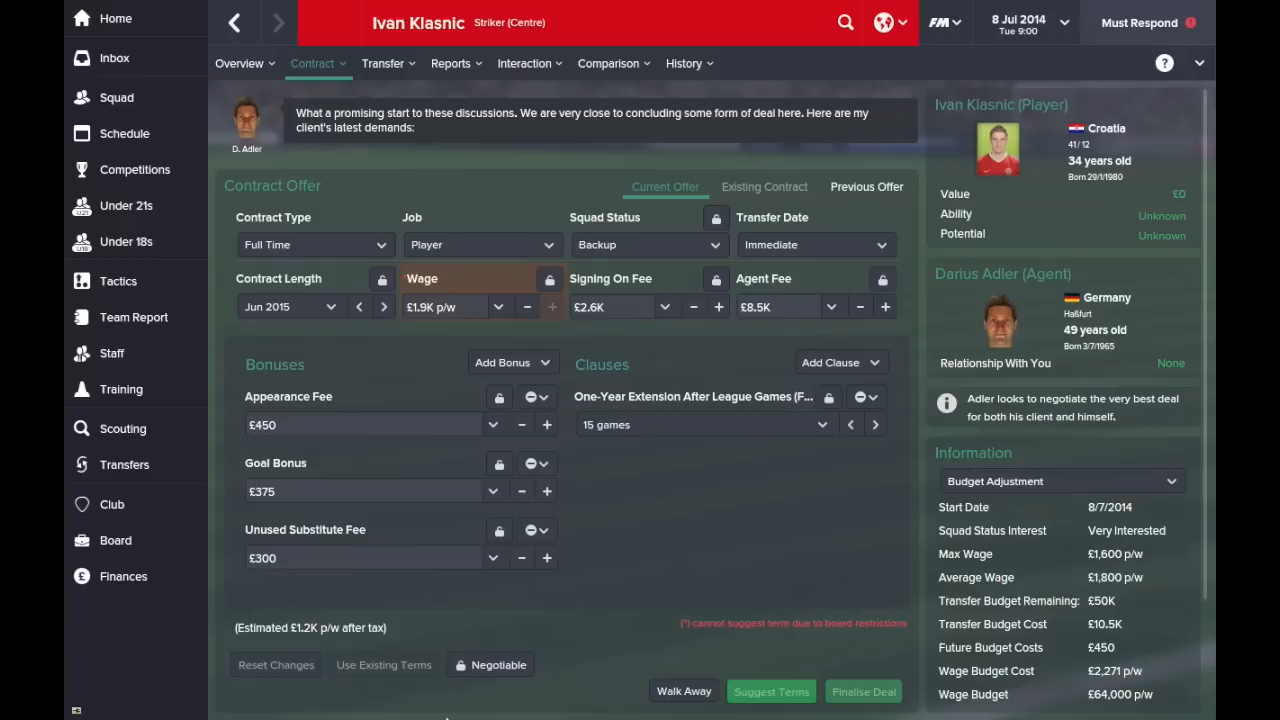 Home
Ivan Klasnic Striker (Centre)
FM
8 Jul 2014
Tue 9:00
Must Respond
Inbox
Squad
Schedule
Competitions
Under 21s
U21
Under 18s
U18
Tactics
Team Report
Staff
Training
Scouting
Transfers
Club
Board
Finances
Overview Contract Transfer Reports Interaction Comparison History
?
What a promising start to these discussions. We are very close to concluding some form of deal here. Here are my
client's latest demands:
D. Adler
Contract Offer
Current Offer Existing Contract Previous Offer
Contract Type Job Squad Status Transfer Date
Full Time Player Backup Immediate
Contract Length *Wage Signing On Fee Agent Fee
Jun 2015 £1.9K p/w £2.6K £8.5K
Bonuses Add Bonus Clauses Add Clause
Appearance Fee One-Year Extension After League Games (F...
£450 15 games
Goal Bonus
£375
Unused Substitute Fee
£300
(Estimated £1.2K p/w after tax)
(*) cannot suggest term due to board restrictions
Reset Changes Use Existing Terms Negotiable
Walk Away Suggest Terms Finalise Deal
Ivan Klasnic (Player)
Croatia
41 / 12
34 years old
Born 29/1/1980
Value £0
Ability Unknown
Potential Unknown
Darius Adler (Agent)
Germany
Haßfurt
49 years old
Born 3/7/1965
Relationship With You None
Adler looks to negotiate the very best deal
for both his client and himself.
Information
Budget Adjustment
Start Date 8/7/2014
Squad Status Interest Very Interested
Max Wage £1,600 p/w
Average Wage £1,800 p/w
Transfer Budget Remaining: £50K
Transfer Budget Cost £10.5K
Future Budget Costs £450
Wage Budget Cost £2,271 p/w
Wage Budget £64,000 p/w